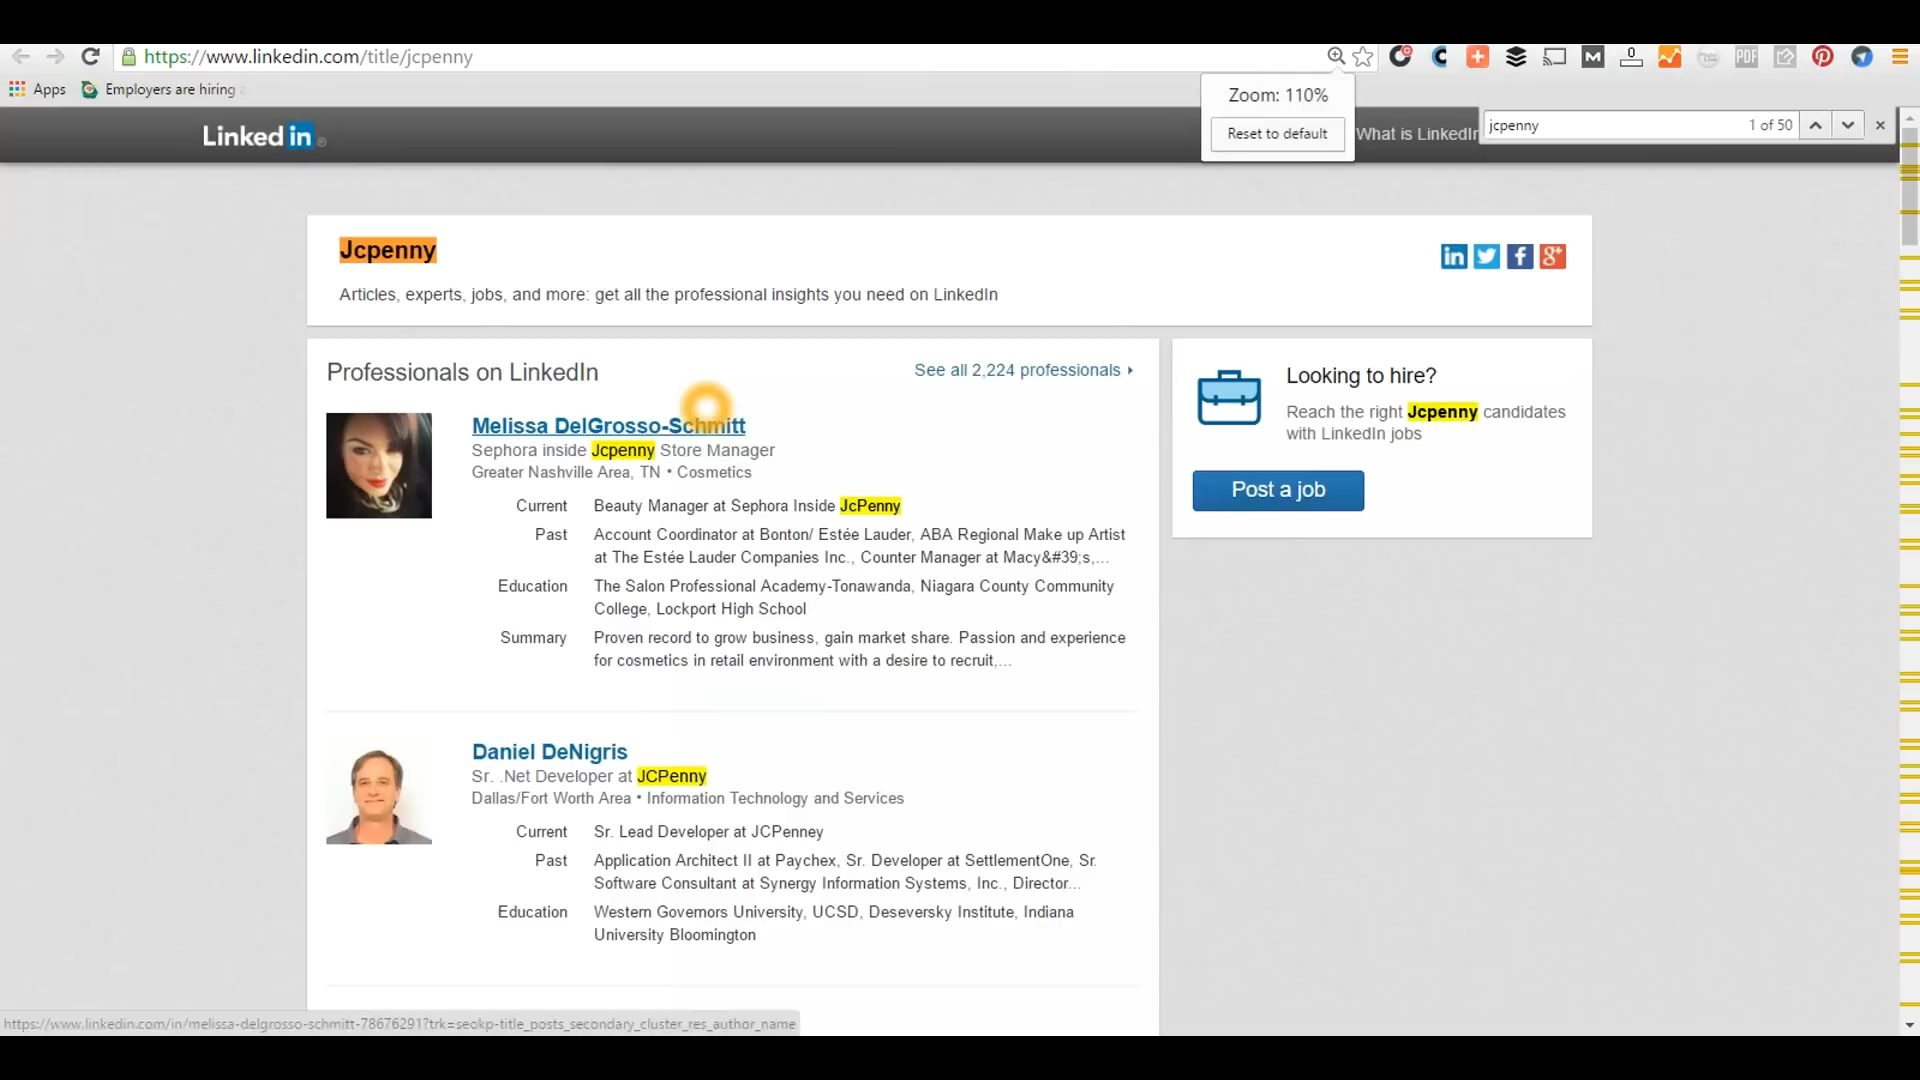 https://www.linkedin.com/title/jcpenny
Apps Employers are hiring
Zoom: 110%
Reset to default
Linked in
What is LinkedIn
jcpenny 1 of 50
Jcpenny
Articles, experts, jobs, and more: get all the professional insights you need on LinkedIn
Professionals on LinkedIn
See all 2,224 professionals
Melissa DelGrosso-Schmitt
Sephora inside Jcpenny Store Manager
Greater Nashville Area, TN • Cosmetics
Current Beauty Manager at Sephora Inside JcPenny
Past Account Coordinator at Bonton/ Estée Lauder, ABA Regional Make up Artist
at The Estée Lauder Companies Inc., Counter Manager at Macy&#39;s,...
Education The Salon Professional Academy-Tonawanda, Niagara County Community
College, Lockport High School
Summary Proven record to grow business, gain market share. Passion and experience
for cosmetics in retail environment with a desire to recruit,...
Daniel DeNigris
Sr. .Net Developer at JCPenny
Dallas/Fort Worth Area • Information Technology and Services
Current Sr. Lead Developer at JCPenney
Past Application Architect II at Paychex, Sr. Developer at SettlementOne, Sr.
Software Consultant at Synergy Information Systems, Inc., Director...
Education Western Governors University, UCSD, Deseversky Institute, Indiana
University Bloomington
Looking to hire?
Reach the right Jcpenny candidates
with LinkedIn jobs
Post a job
https://www.linkedin.com/in/melissa-delgrosso-schmitt-78676291?trk=seokp-title_posts_secondary_cluster_res_author_name